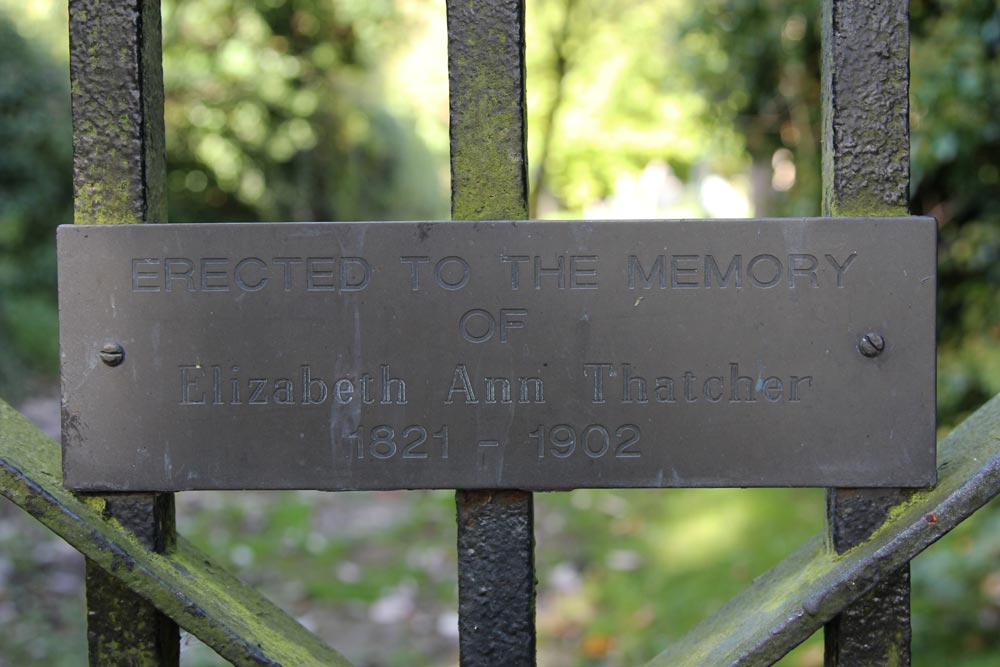 ERECTED TO THE MEMORY
OF
Elizabeth Ann Thatcher
1821 - 1902